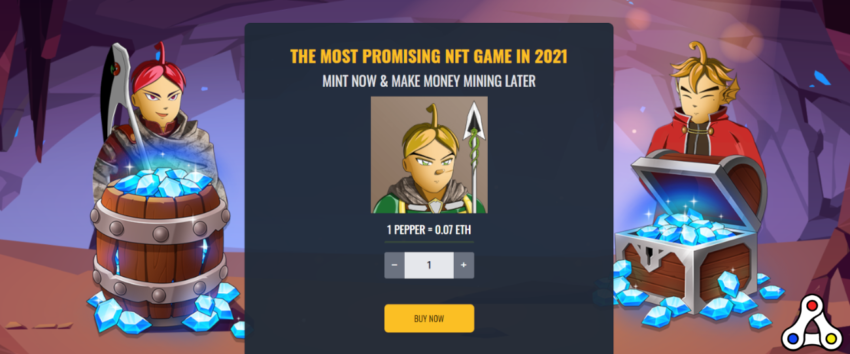 THE MOST PROMISING NFT GAME IN 2021
MINT NOW & MAKE MONEY MINING LATER
1 PEPPER = 0.07 ETH
− 1 +
BUY NOW